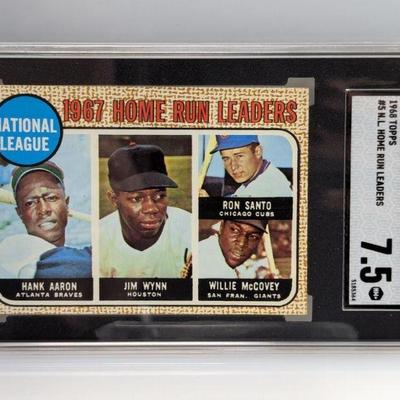 1967 HOME RUN LEADERS
NATIONAL
LEAGUE
RON SANTO
CHICAGO CUBS
HANK AARON
ATLANTA BRAVES
JIM WYNN
HOUSTON
WILLIE McCOVEY
SAN FRAN. GIANTS
1968 TOPPS
#5 N.L. HOME RUN LEADERS
7.5
NM+